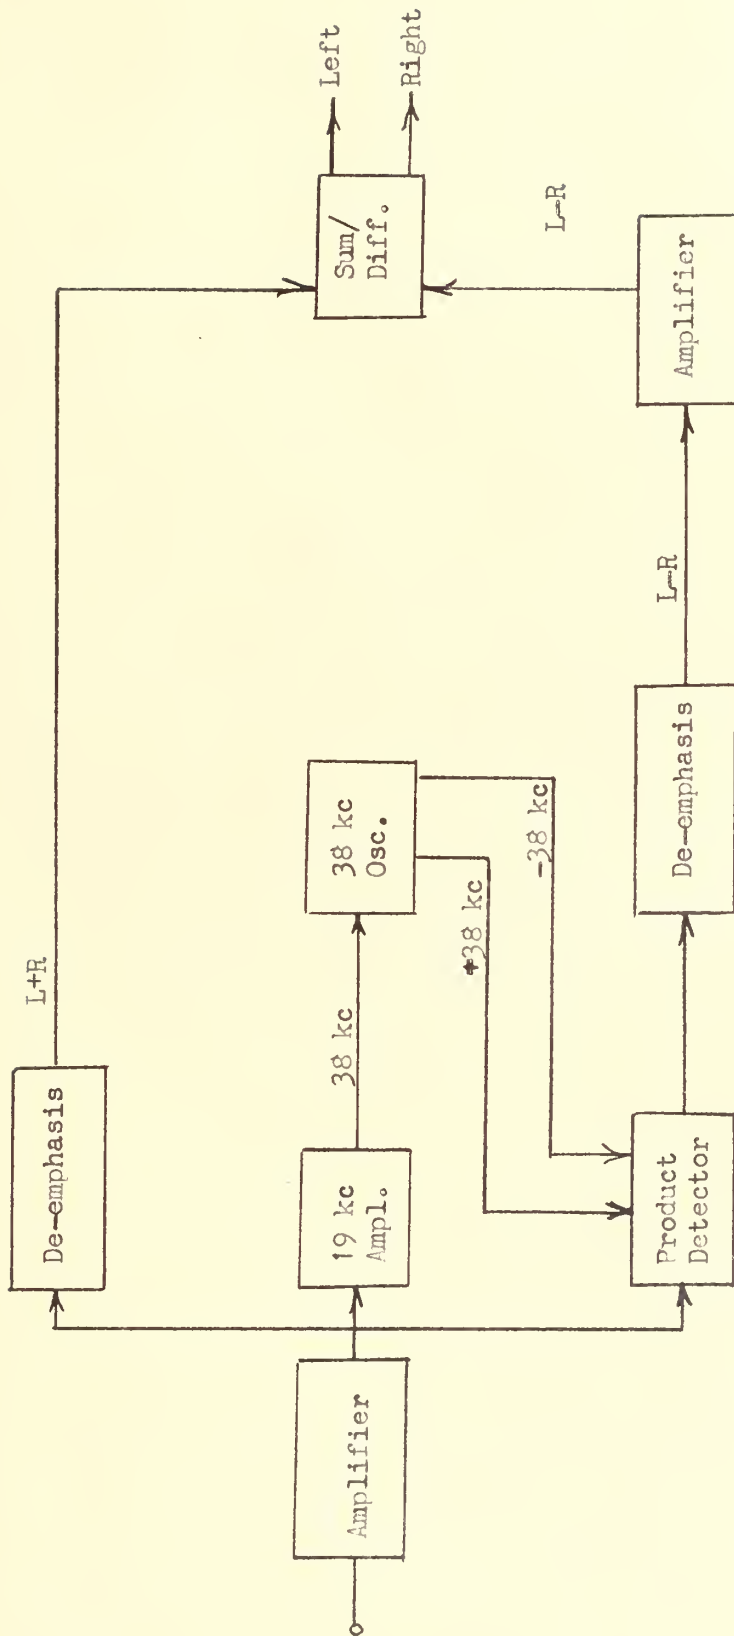 De-emphasis
L+R
Amplifier
19 kc
Ampl.
38 kc
38 kc
Osc.
+38 kc
-38 kc
Sum/
Diff.
Left
Right
Product
Detector
De-emphasis
L-R
Amplifier
L-R